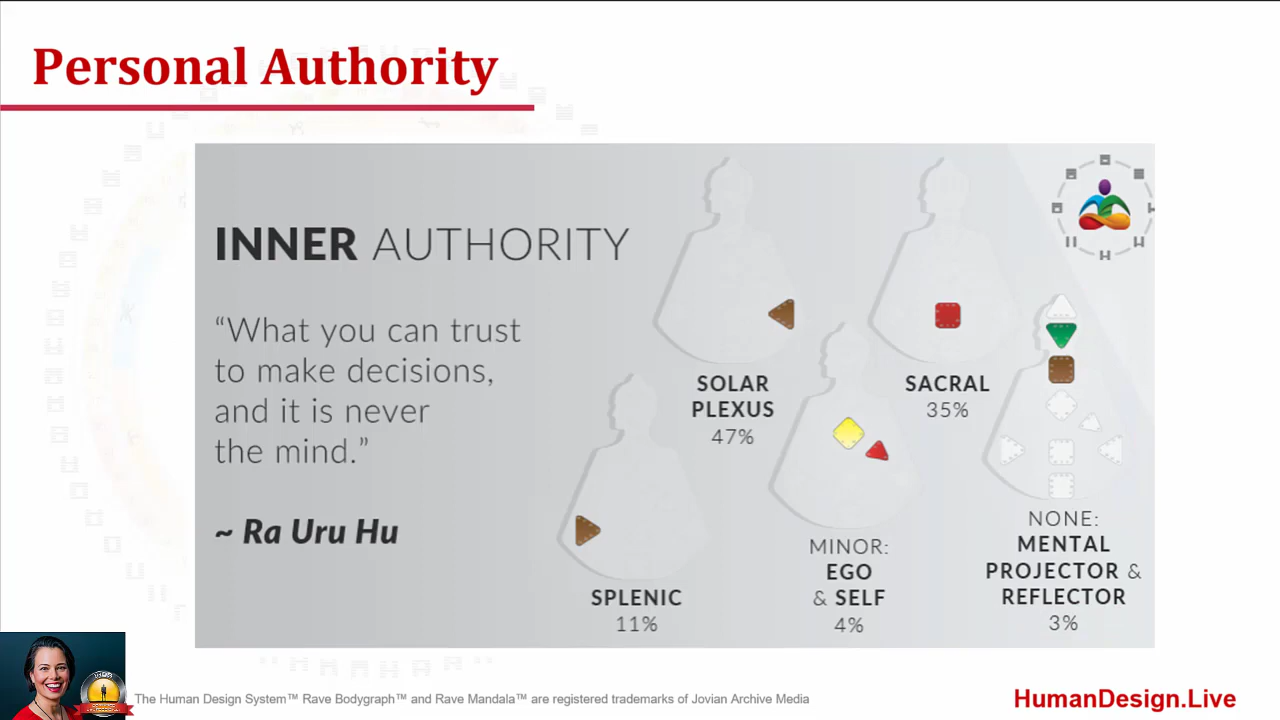 Personal Authority
INNER AUTHORITY
“What you can trust
to make decisions,
and it is never
the mind.”
~ Ra Uru Hu
SOLAR
PLEXUS
47%
SACRAL
35%
SPLENIC
11%
MINOR:
EGO
& SELF
4%
NONE:
MENTAL
PROJECTOR &
REFLECTOR
3%
The Human Design System™ Rave Bodygraph™ and Rave Mandala™ are registered trademarks of Jovian Archive Media
HumanDesign.Live